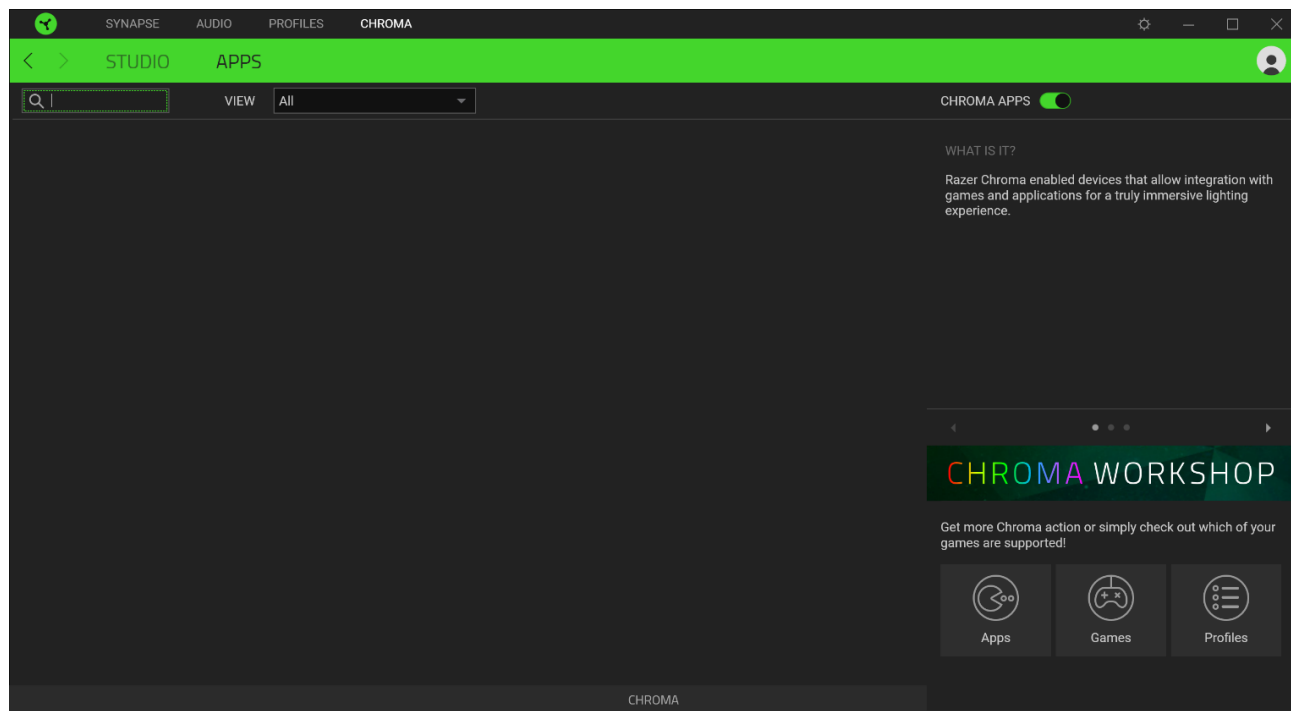 SYNAPSE AUDIO PROFILES CHROMA
STUDIO APPS
VIEW All
CHROMA APPS
WHAT IS IT?
Razer Chroma enabled devices that allow integration with
games and applications for a truly immersive lighting
experience.
CHROMA WORKSHOP
Get more Chroma action or simply check out which of your
games are supported!
Apps Games Profiles
CHROMA